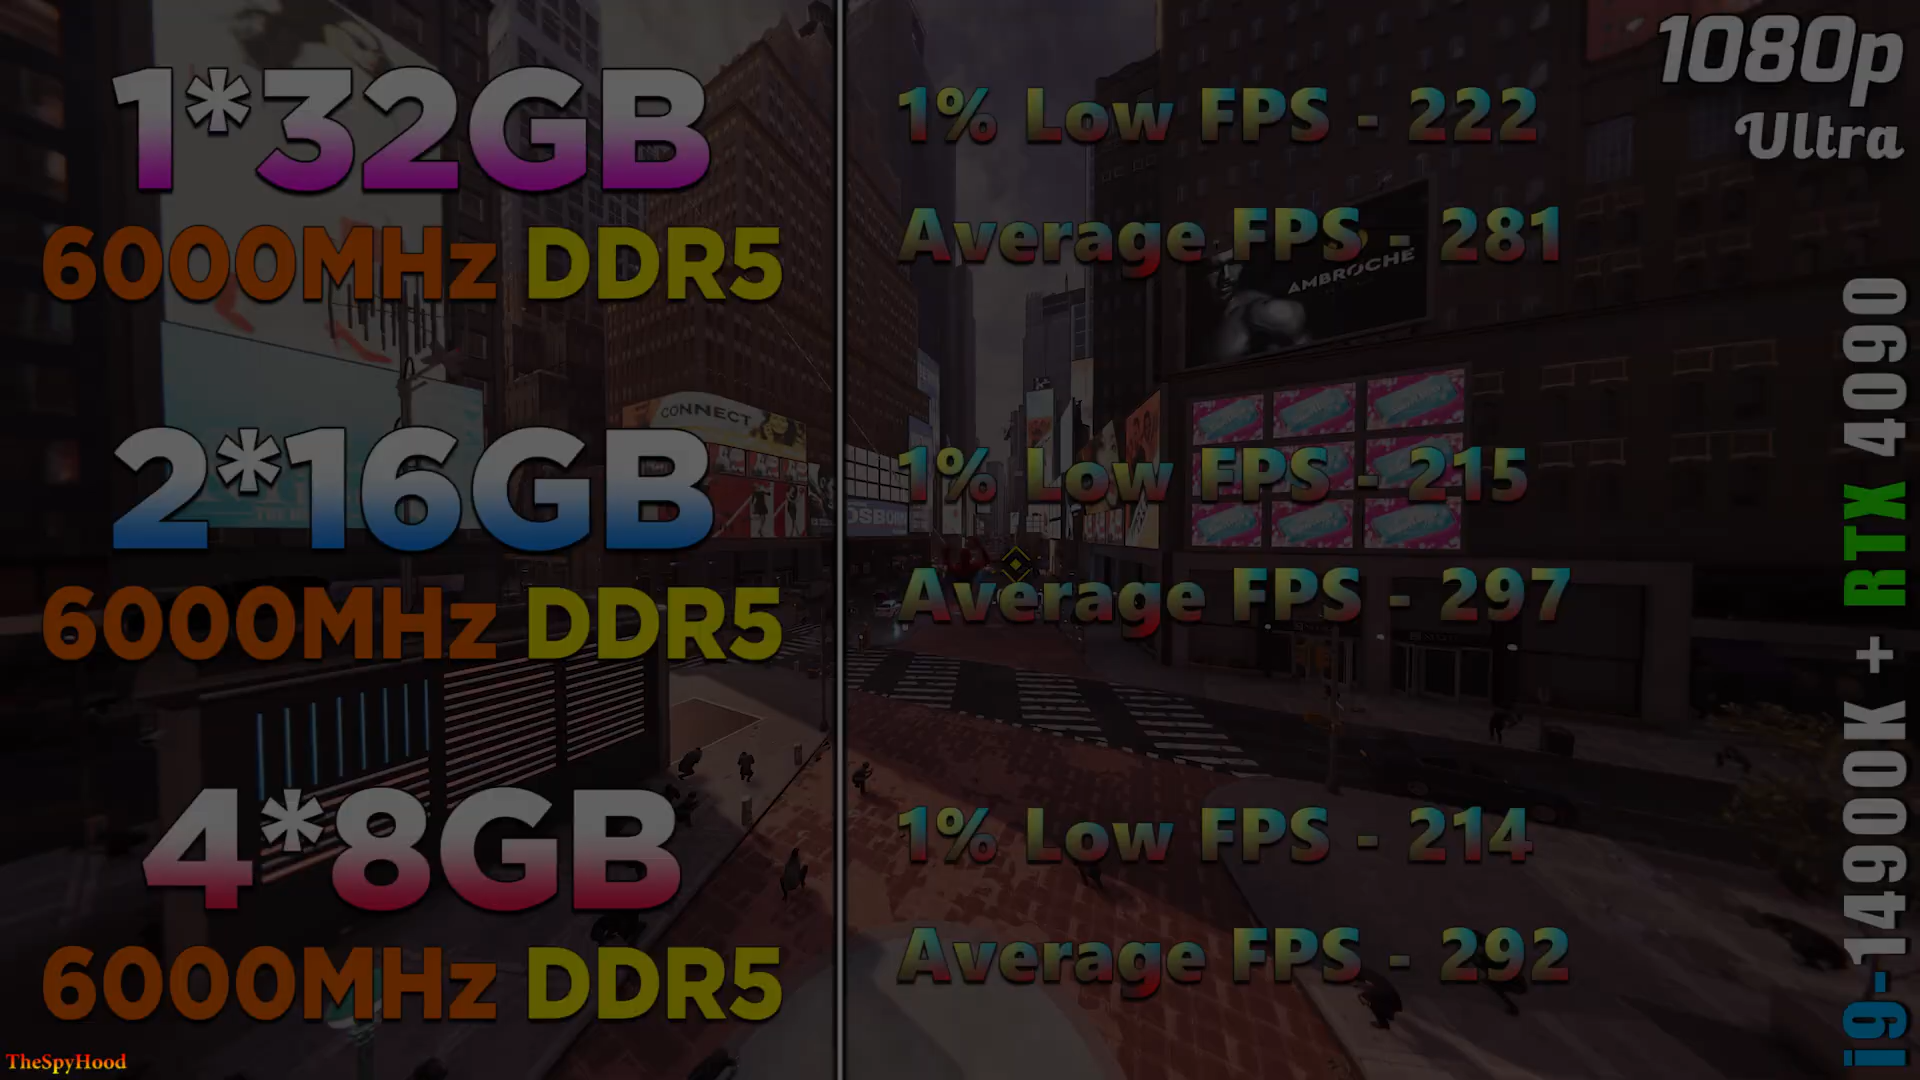 1*32GB
6000MHz DDR5
1% Low FPS - 222
Average FPS - 281
1080p
Ultra
AMBROCHE
CONNECT
2*16GB
6000MHz DDR5
1% Low FPS - 215
Average FPS - 297
4*8GB
6000MHz DDR5
1% Low FPS - 214
Average FPS - 292
i9-14900K + RTX 4090
TheSpyHood